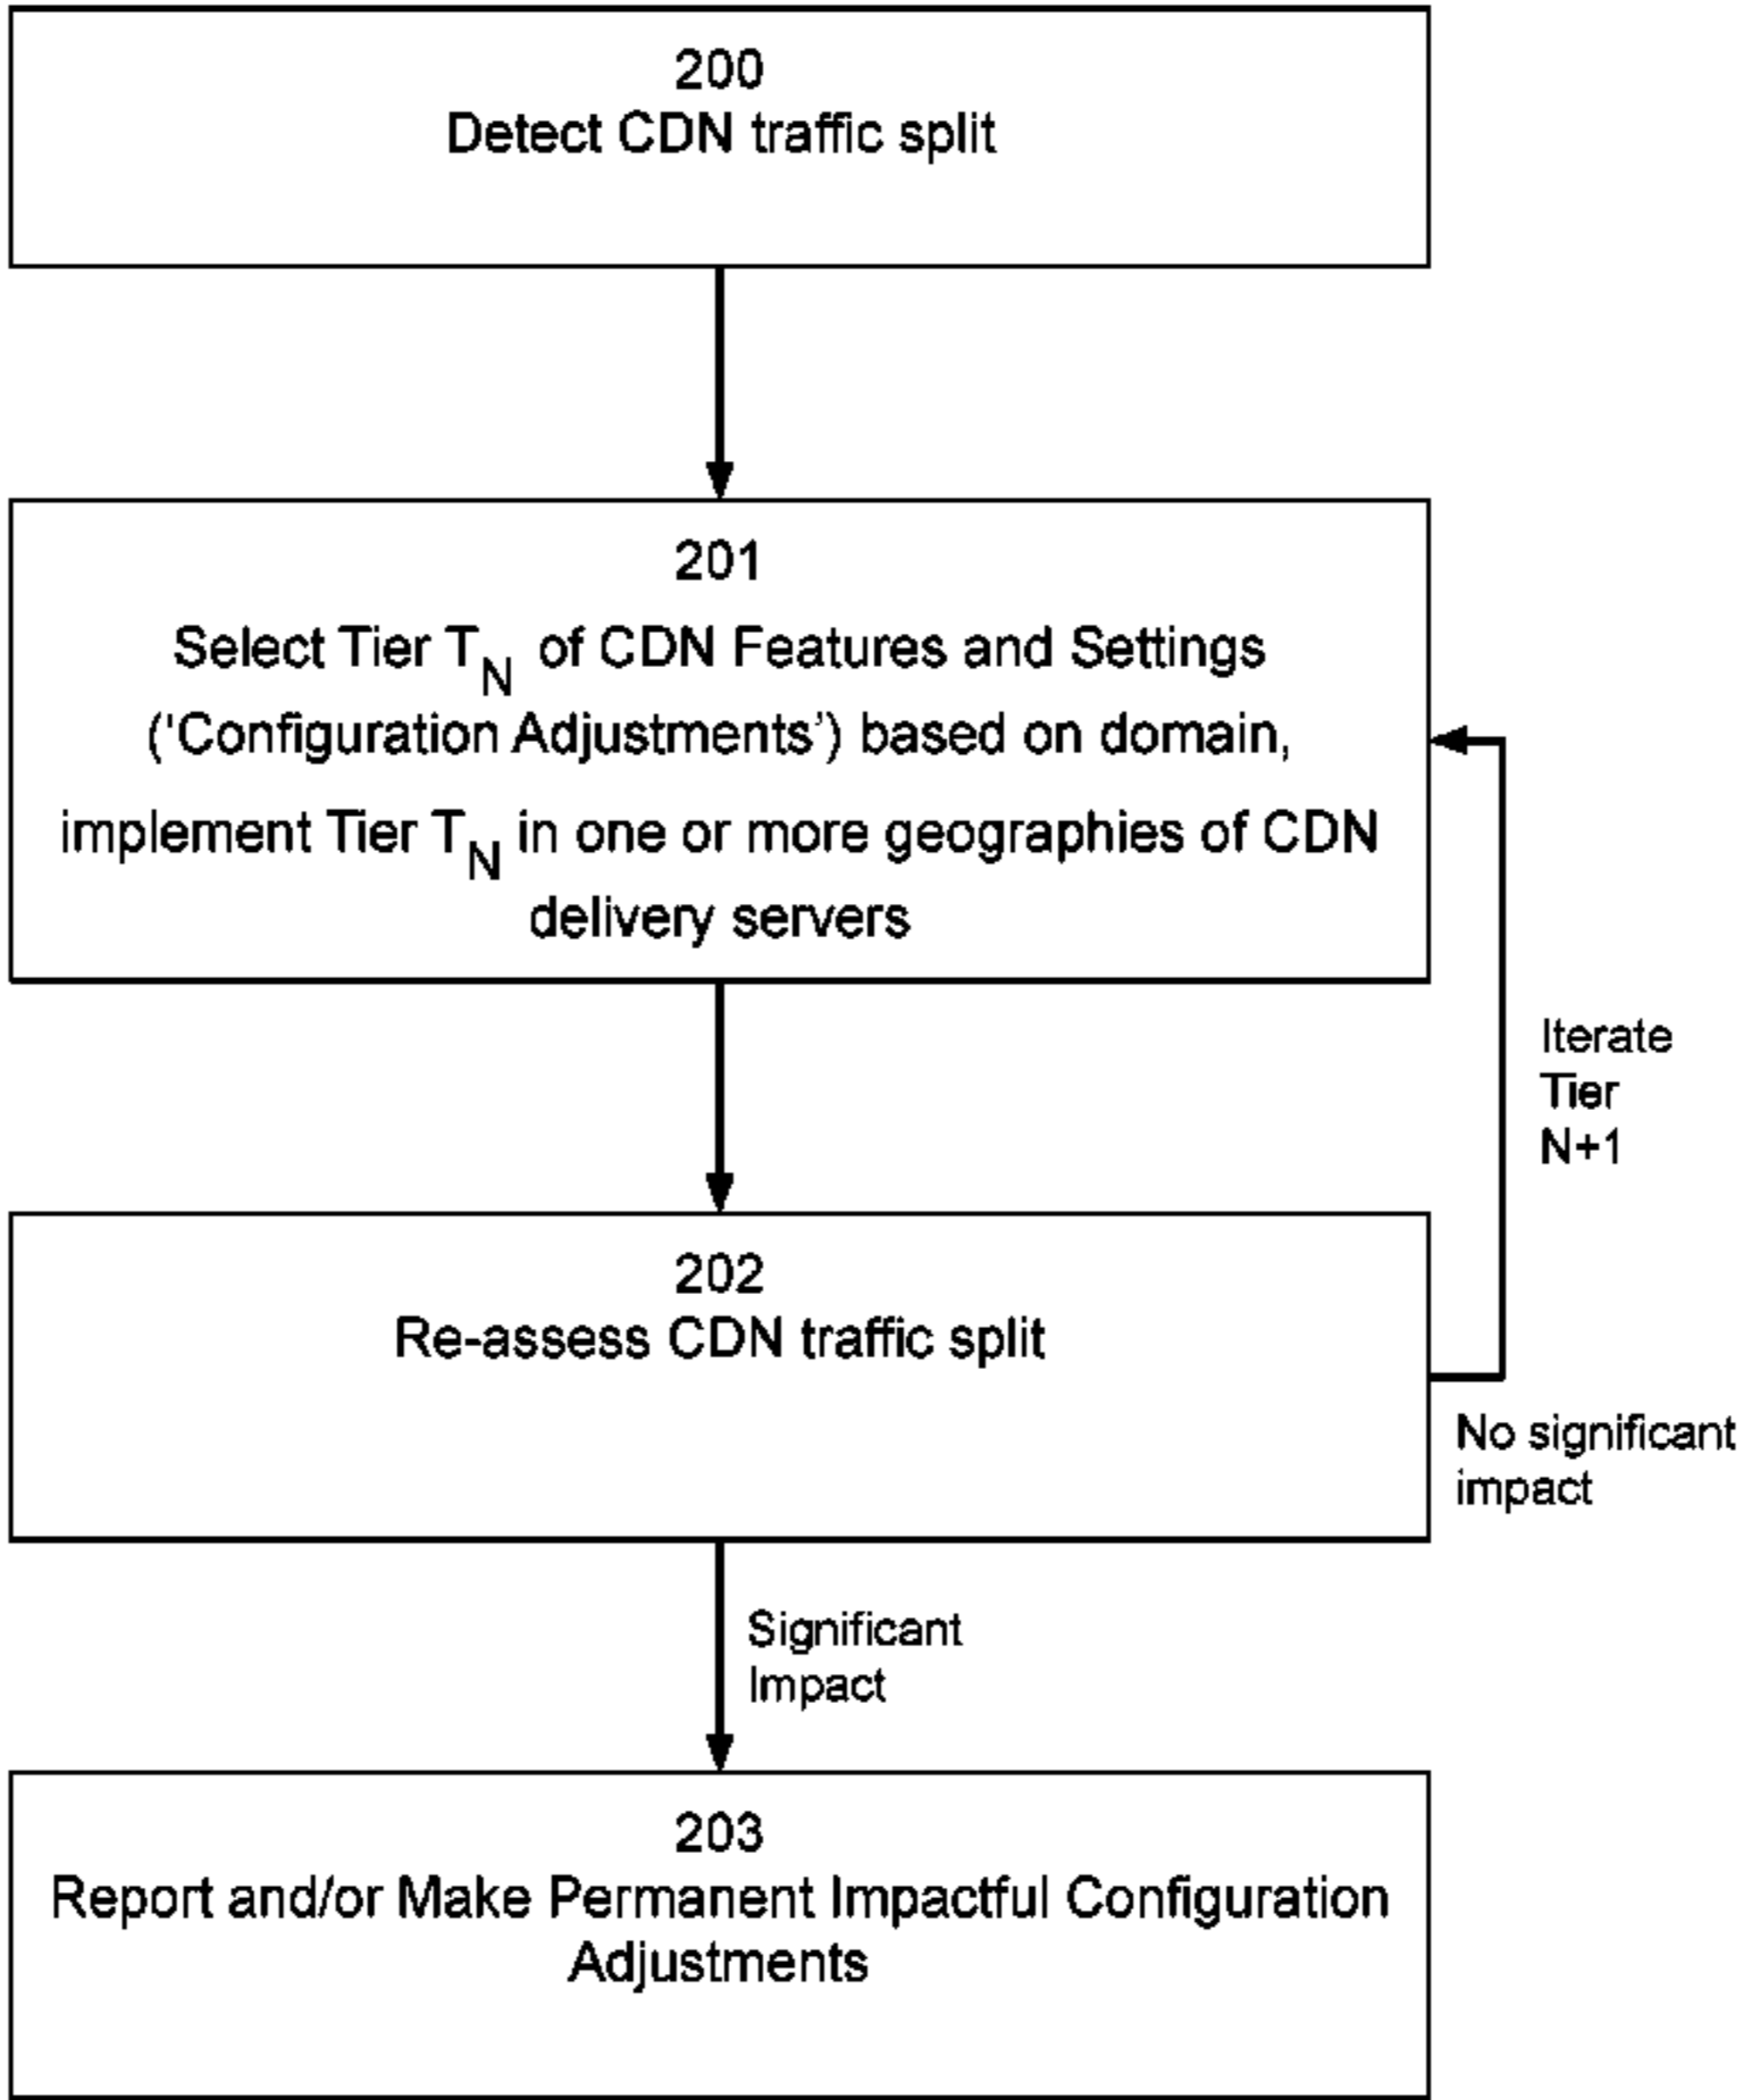 200
Detect CDN traffic split
201
Select Tier T_N of CDN Features and Settings
(‘Configuration Adjustments’) based on domain,
implement Tier T_N in one or more geographies of CDN
delivery servers
Iterate
Tier
N+1
202
Re-assess CDN traffic split
No significant
impact
Significant
Impact
203
Report and/or Make Permanent Impactful Configuration
Adjustments